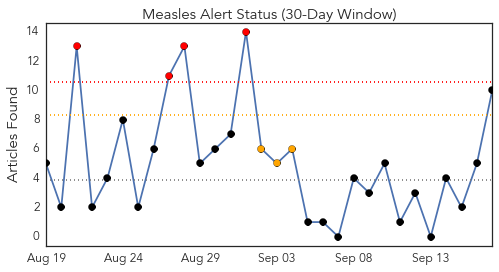 Measles Alert Status (30-Day Window)
Articles Found
14
12
10
8
6
4
2
0
Aug 19 Aug 24 Aug 29 Sep 03 Sep 08 Sep 13